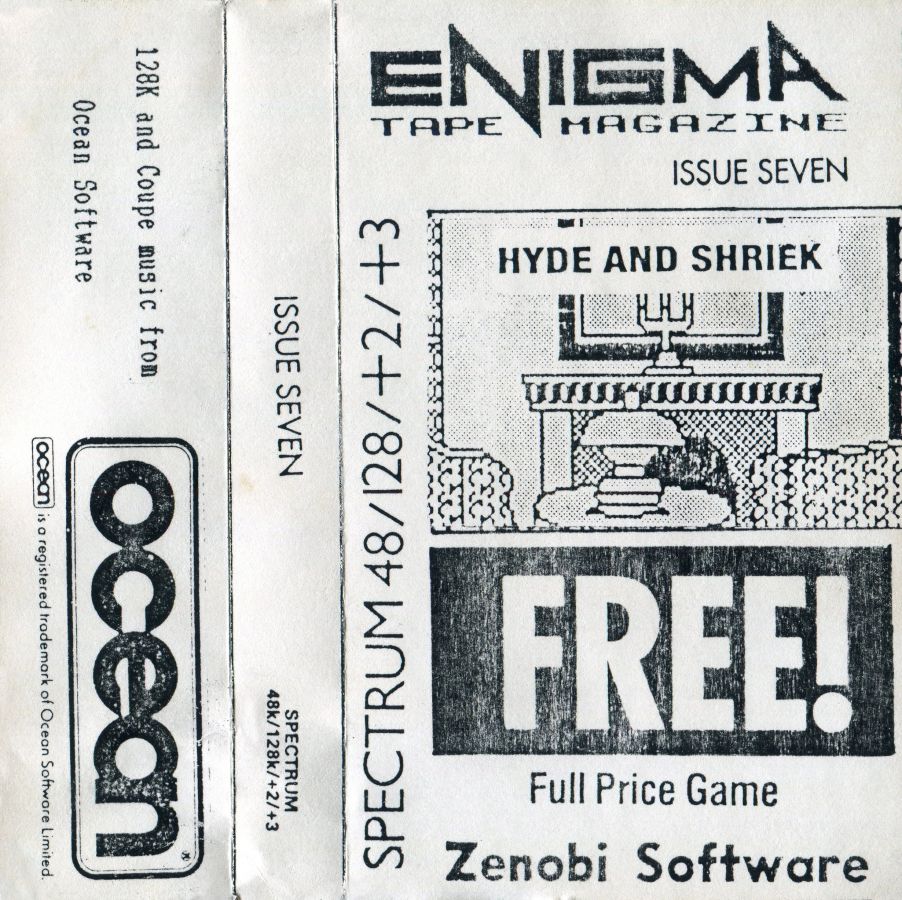 128K and Coupe music from
Ocean Software
ocean
ocean is a registered trademark of Ocean Software Limited.
ISSUE SEVEN
SPECTRUM
48k/128k/+2/+3
SPECTRUM 48/128/+2/+3
ENIGMA
TAPE MAGAZINE
ISSUE SEVEN
HYDE AND SHRIEK
FREE!
Full Price Game
Zenobi Software